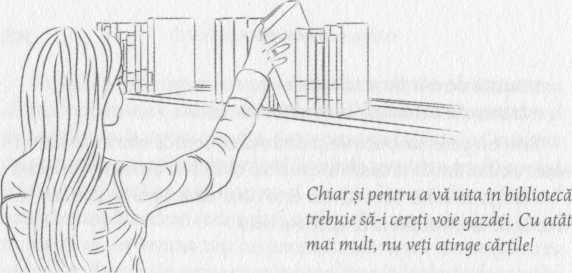 Chiar și pentru a vă uita în bibliotecă
trebuie să-i cereți voie gazdei. Cu atât
mai mult, nu veți atinge cărțile!